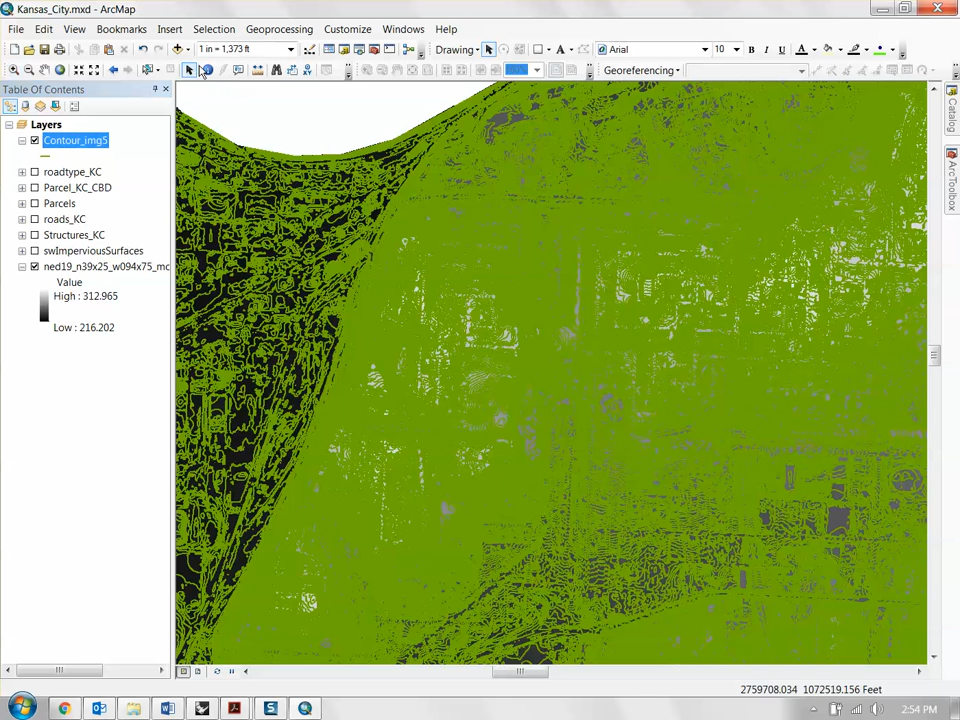 Kansas_City.mxd - ArcMap
File Edit View Bookmarks Insert Selection Geoprocessing Customize Windows Help
1 in = 1,373 ft Drawing Arial 10 B I U A
Georeferencing
Table Of Contents
Layers
Contour_img5
roadtype_KC
Parcel_KC_CBD
Parcels
roads_KC
Structures_KC
swImperviousSurfaces
ned19_n39x25_w094x75_mc
Value
High : 312.965
Low : 216.202
Catalog
ArcToolbox
2759708.034 1072519.156 Feet
2:54 PM